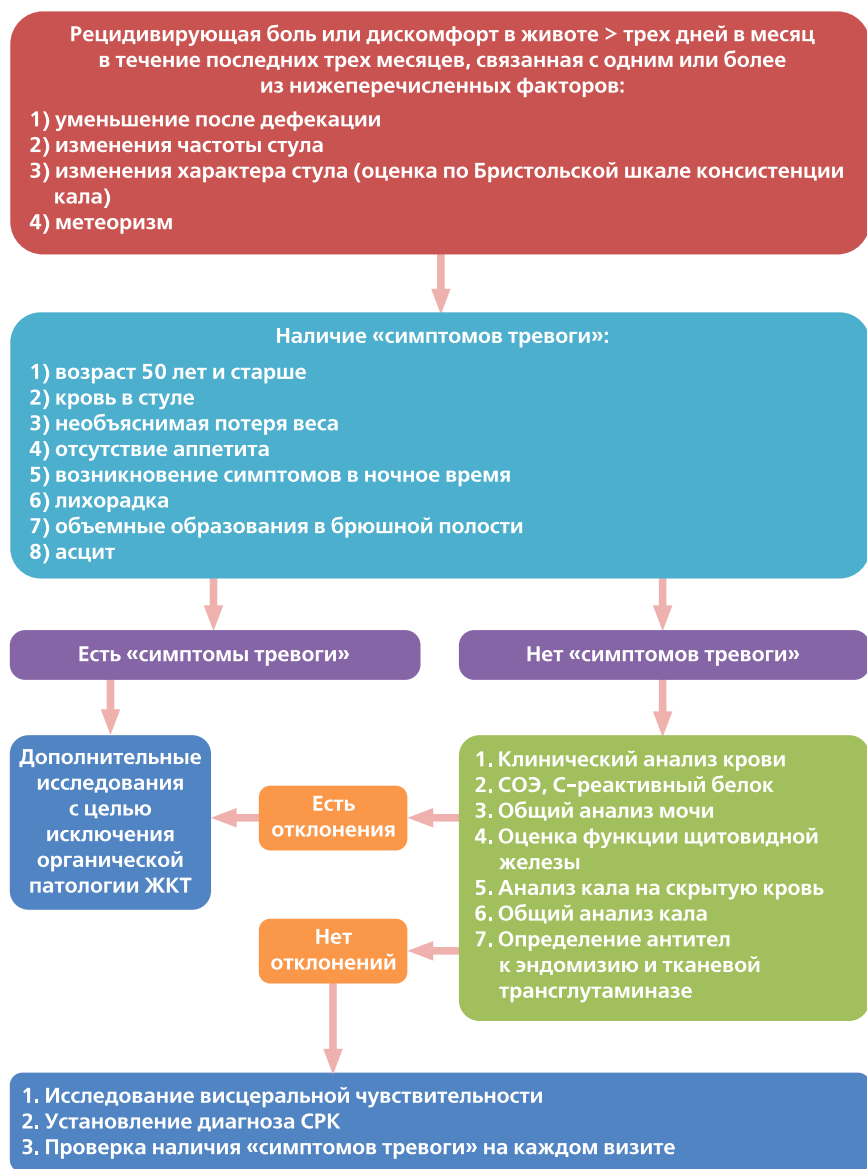 Рецидивирующая боль или дискомфорт в животе > трех дней в месяц
в течение последних трех месяцев, связанная с одним или более
из нижеперечисленных факторов:
1) уменьшение после дефекации
2) изменения частоты стула
3) изменения характера стула (оценка по Бристольской шкале консистенции
кала)
4) метеоризм
Наличие «симптомов тревоги»:
1) возраст 50 лет и старше
2) кровь в стуле
3) необъяснимая потеря веса
4) отсутствие аппетита
5) возникновение симптомов в ночное время
6) лихорадка
7) объемные образования в брюшной полости
8) асцит
Есть «симптомы тревоги»
Нет «симптомов тревоги»
Дополнительные
исследования
с целью
исключения
органической
патологии ЖКТ
Есть
отклонения
Нет
отклонений
1. Клинический анализ крови
2. СОЭ, С-реактивный белок
3. Общий анализ мочи
4. Оценка функции щитовидной
железы
5. Анализ кала на скрытую кровь
6. Общий анализ кала
7. Определение антител
к эндомизию и тканевой
трансглутаминазе
1. Исследование висцеральной чувствительности
2. Установление диагноза СРК
3. Проверка наличия «симптомов тревоги» на каждом визите